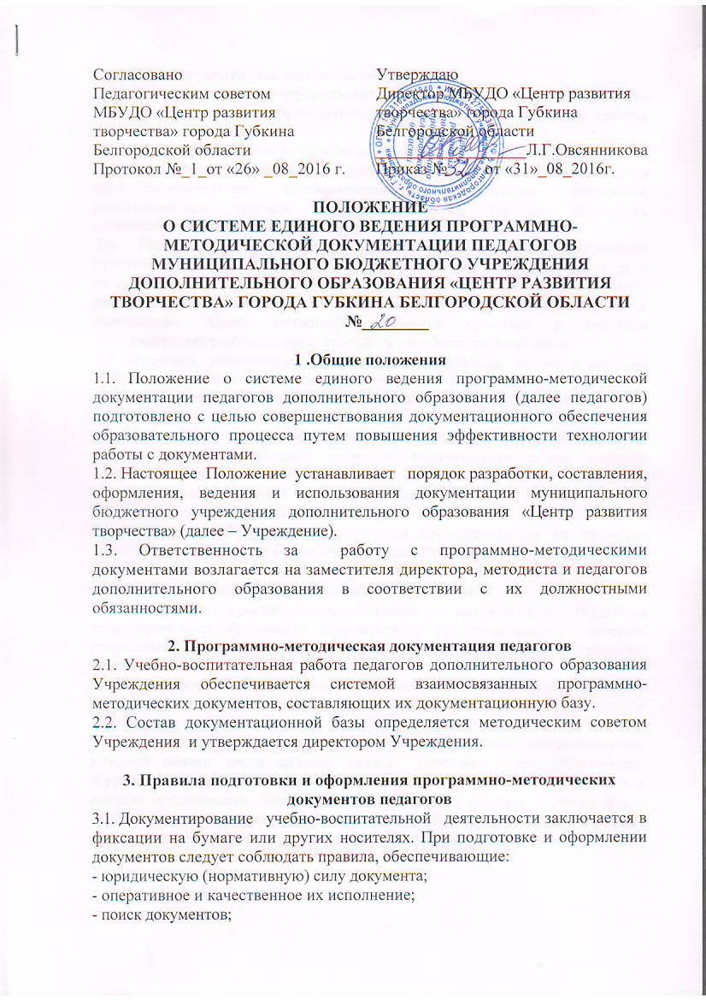 Согласовано
Педагогическим советом
МБУДО «Центр развития
творчества» города Губкина
Белгородской области
Протокол №_1_от «26» _08_2016 г.
Утверждаю
Директор МБУДО «Центр развития
творчества» города Губкина
Белгородской области
Л.Г.Овсянникова
Приказ № от «31»_08_2016г.
ПОЛОЖЕНИЕ
О СИСТЕМЕ ЕДИНОГО ВЕДЕНИЯ ПРОГРАММНО-
МЕТОДИЧЕСКОЙ ДОКУМЕНТАЦИИ ПЕДАГОГОВ
МУНИЦИПАЛЬНОГО БЮДЖЕТНОГО УЧРЕЖДЕНИЯ
ДОПОЛНИТЕЛЬНОГО ОБРАЗОВАНИЯ «ЦЕНТР РАЗВИТИЯ
ТВОРЧЕСТВА» ГОРОДА ГУБКИНА БЕЛГОРОДСКОЙ ОБЛАСТИ
№ 20
1 .Общие положения
1.1. Положение о системе единого ведения программно-методической
документации педагогов дополнительного образования (далее педагогов)
подготовлено с целью совершенствования документационного обеспечения
образовательного процесса путем повышения эффективности технологии
работы с документами.
1.2. Настоящее Положение устанавливает порядок разработки, составления,
оформления, ведения и использования документации муниципального
бюджетного учреждения дополнительного образования «Центр развития
творчества» (далее – Учреждение).
1.3. Ответственность за работу с программно-методическими
документами возлагается на заместителя директора, методиста и педагогов
дополнительного образования в соответствии с их должностными
обязанностями.
2. Программно-методическая документация педагогов
2.1. Учебно-воспитательная работа педагогов дополнительного образования
Учреждения обеспечивается системой взаимосвязанных программно-
методических документов, составляющих их документационную базу.
2.2. Состав документационной базы определяется методическим советом
Учреждения и утверждается директором Учреждения.
3. Правила подготовки и оформления программно-методических
документов педагогов
3.1. Документирование учебно-воспитательной деятельности заключается в
фиксации на бумаге или других носителях. При подготовке и оформлении
документов следует соблюдать правила, обеспечивающие:
- юридическую (нормативную) силу документа;
- оперативное и качественное их исполнение;
- поиск документов;